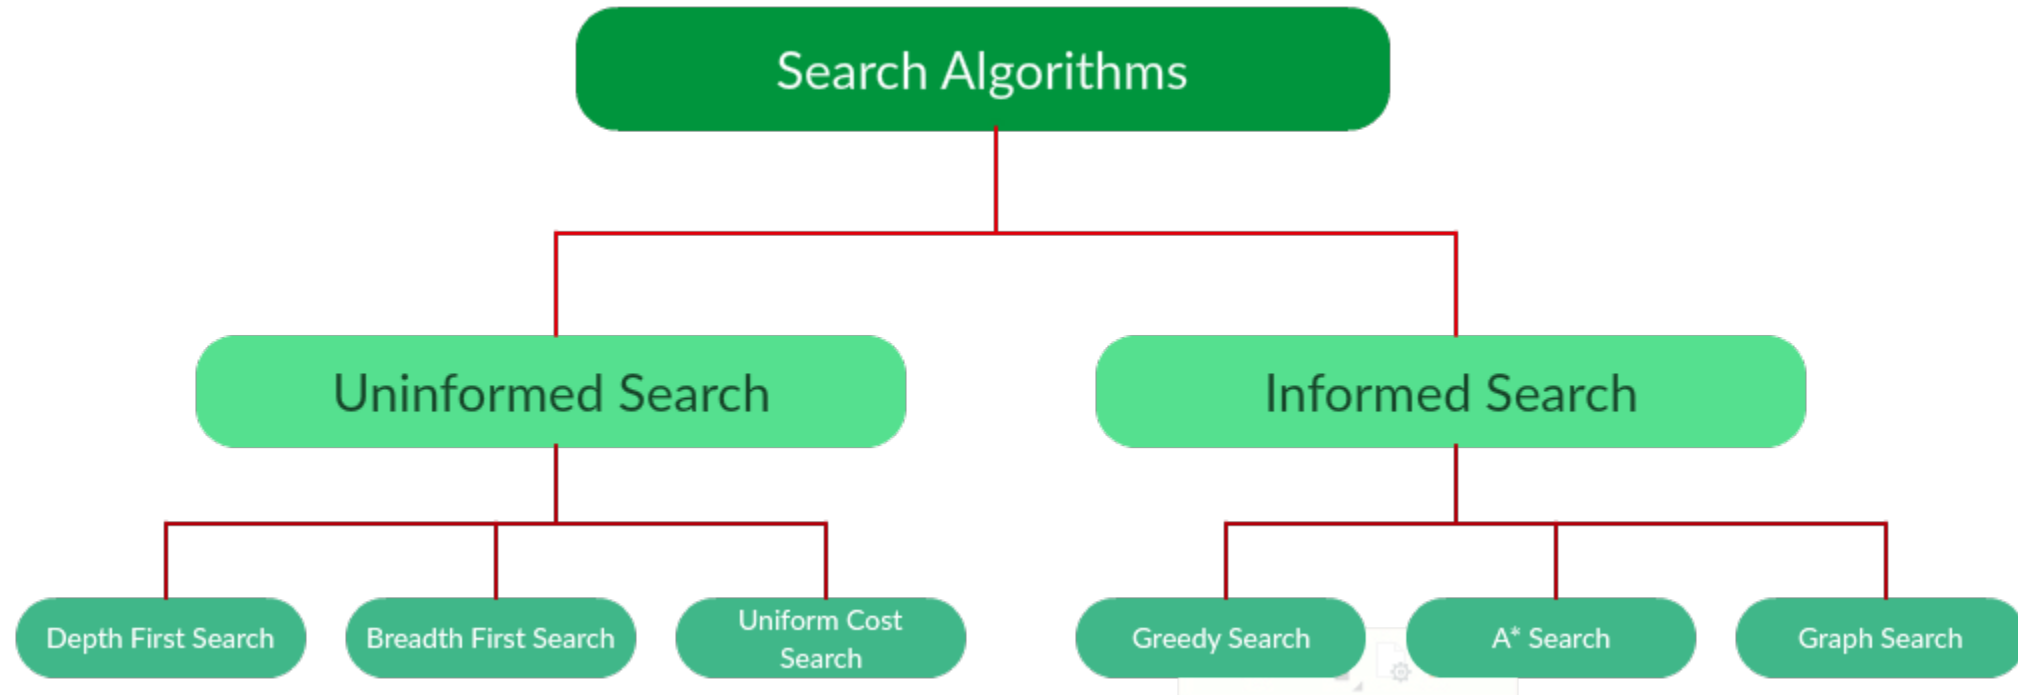 Search Algorithms
Uninformed Search
Informed Search
Depth First Search
Breadth First Search
Uniform Cost
Search
Greedy Search
A* Search
Graph Search